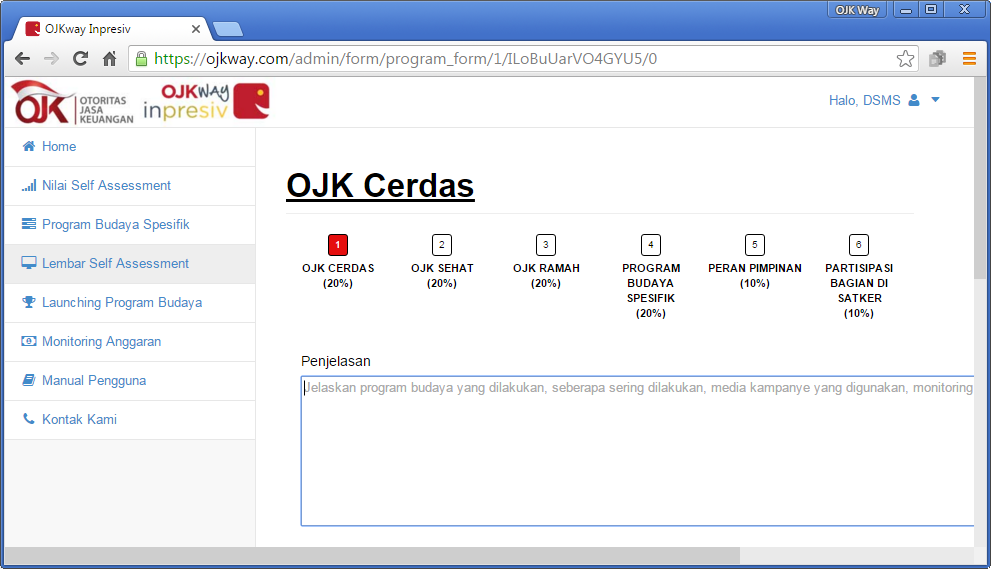 OJK Way
OJKway Inpresiv
https://ojkway.com/admin/form/program_form/1/ILoBuUarVO4GYU5/0
OJK
OTORITAS
JASA
KEUANGAN
OJKWAY
inpresiv
Halo, DSMS
Home
Nilai Self Assessment
Program Budaya Spesifik
Lembar Self Assessment
Launching Program Budaya
Monitoring Anggaran
Manual Pengguna
Kontak Kami
OJK Cerdas
1
OJK CERDAS
(20%)
2
OJK SEHAT
(20%)
3
OJK RAMAH
(20%)
4
PROGRAM
BUDAYA
SPESIFIK
(20%)
5
PERAN PIMPINAN
(10%)
6
PARTISIPASI
BAGIAN DI
SATKER
(10%)
Penjelasan
Jelaskan program budaya yang dilakukan, seberapa sering dilakukan, media kampanye yang digunakan, monitoring